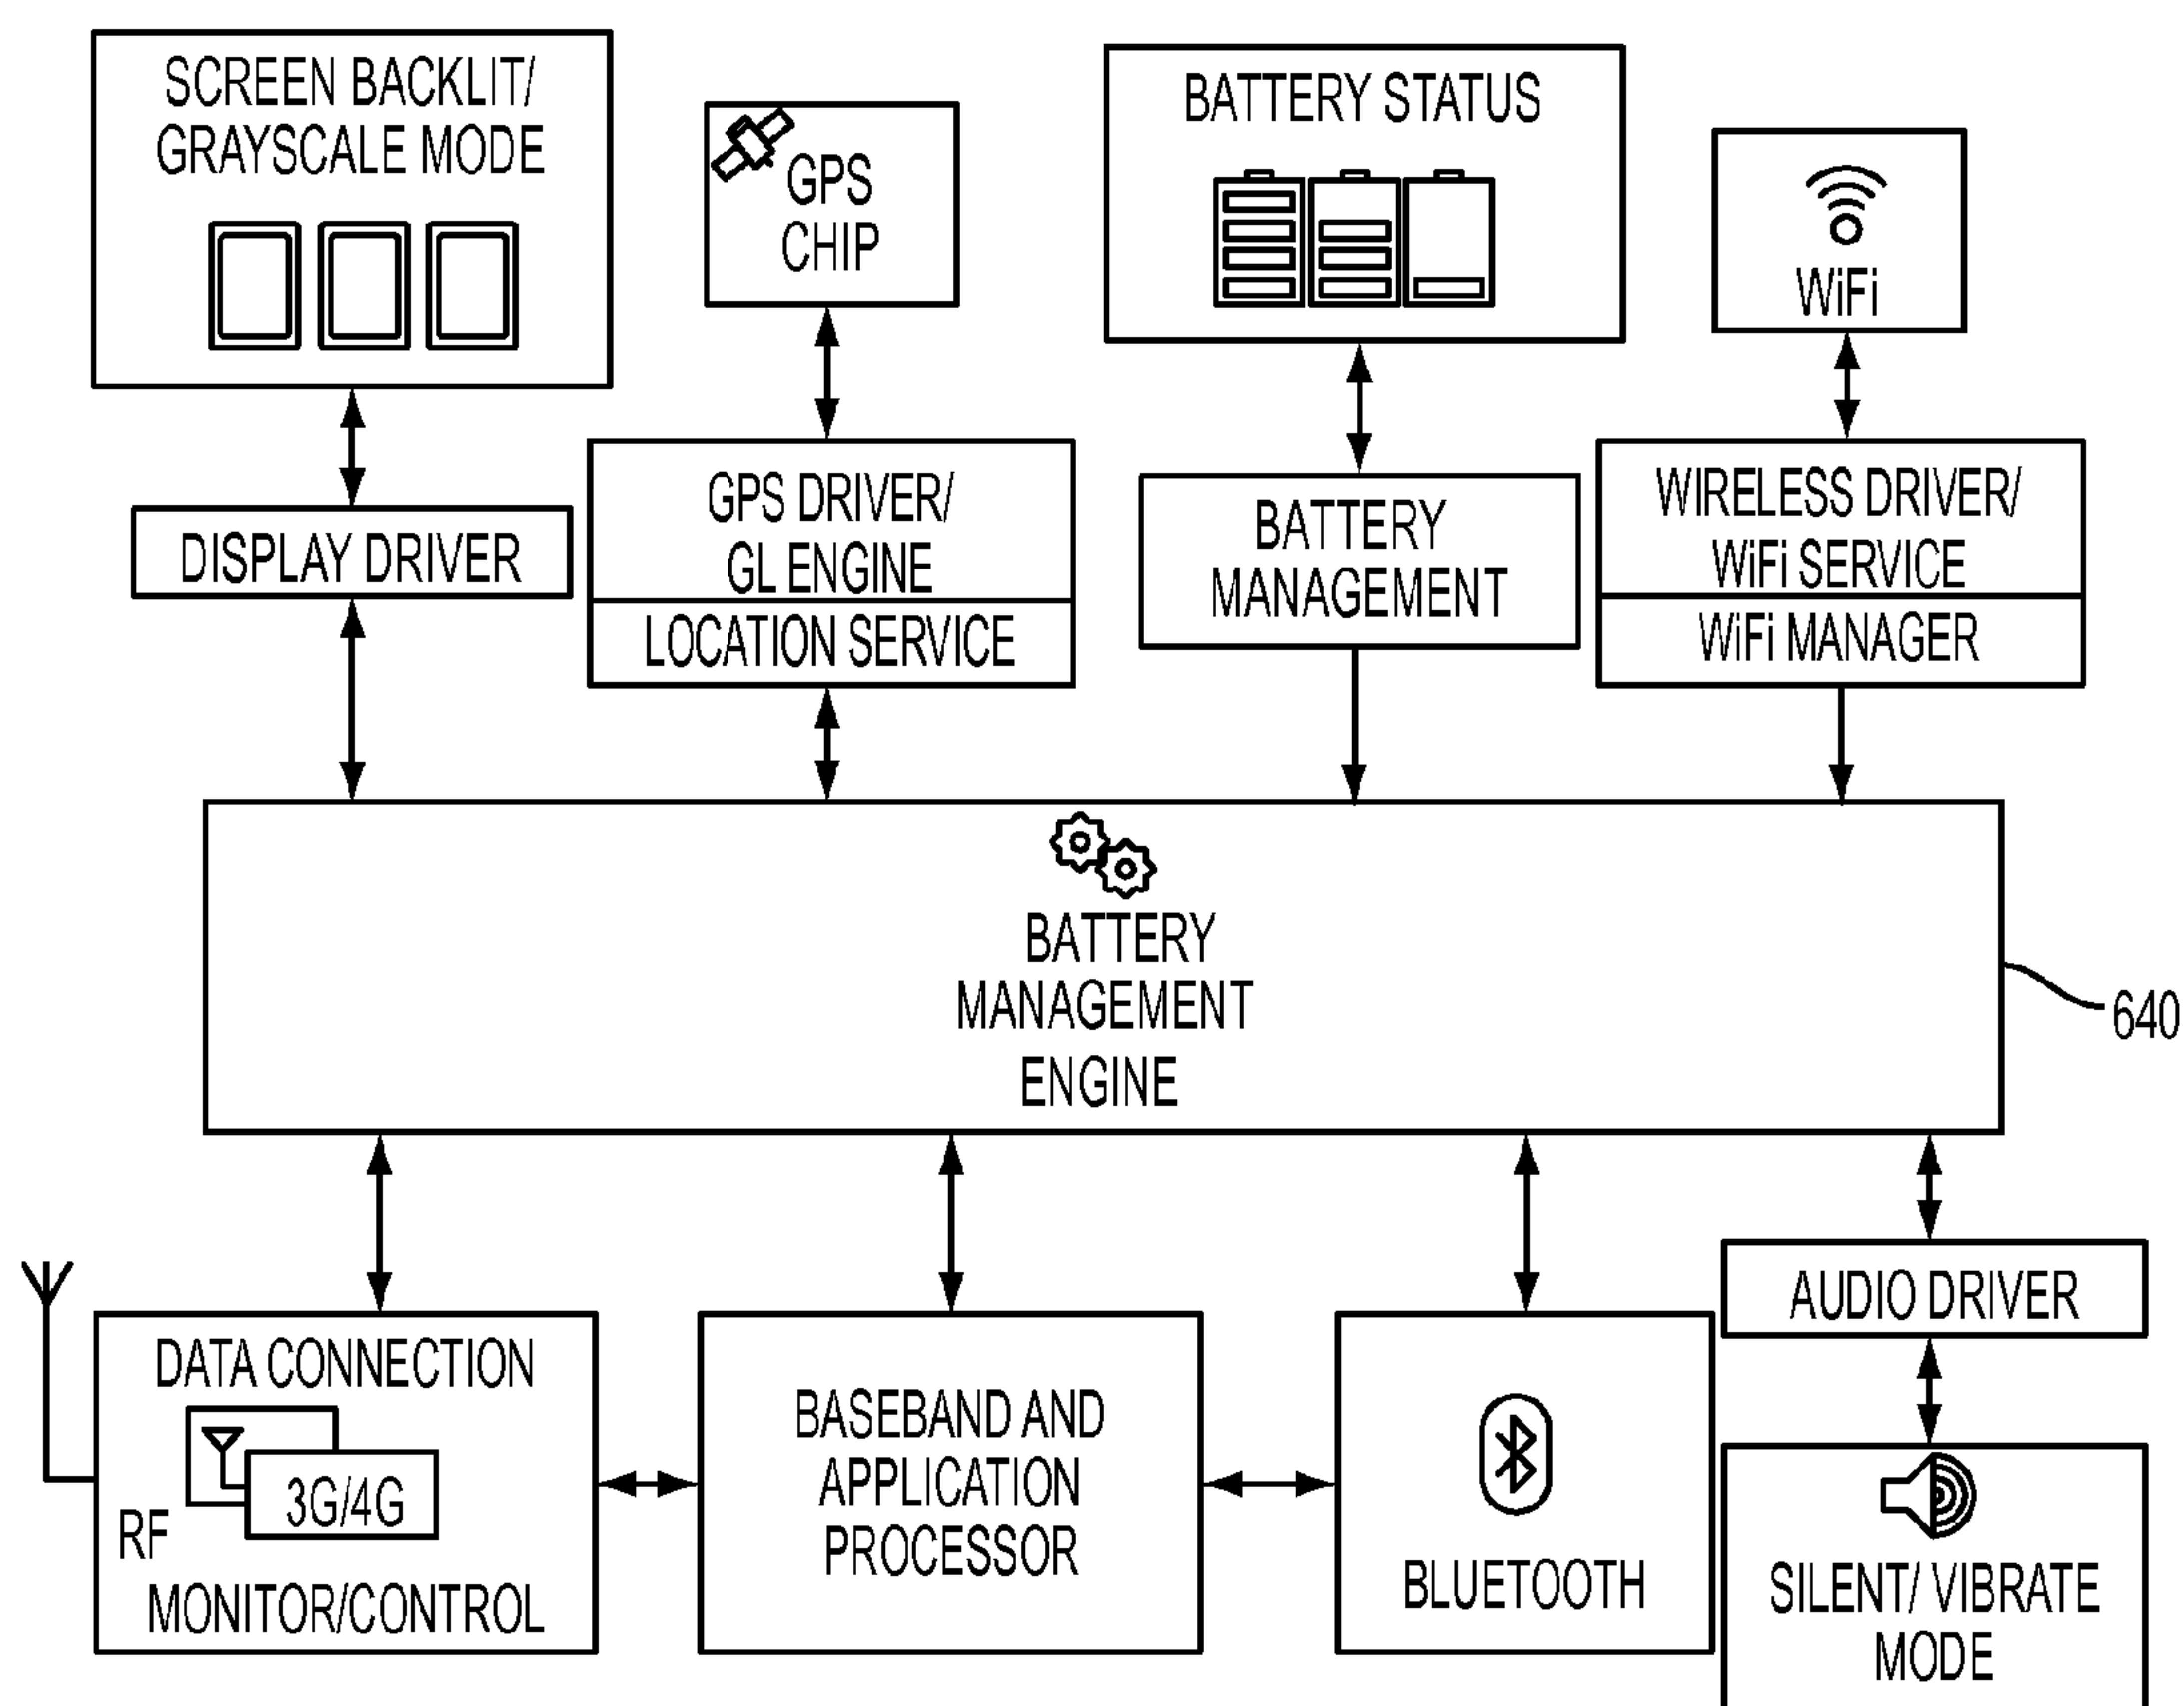 SCREEN BACKLIT/
GRAYSCALE MODE
GPS
CHIP
BATTERY STATUS
WiFi
DISPLAY DRIVER
GPS DRIVER/
GL ENGINE
LOCATION SERVICE
BATTERY
MANAGEMENT
WIRELESS DRIVER/
WiFi SERVICE
WiFi MANAGER
BATTERY
MANAGEMENT
ENGINE
640
DATA CONNECTION
3G/4G
RF
MONITOR/CONTROL
BASEBAND AND
APPLICATION
PROCESSOR
BLUETOOTH
AUDIO DRIVER
SILENT/ VIBRATE
MODE